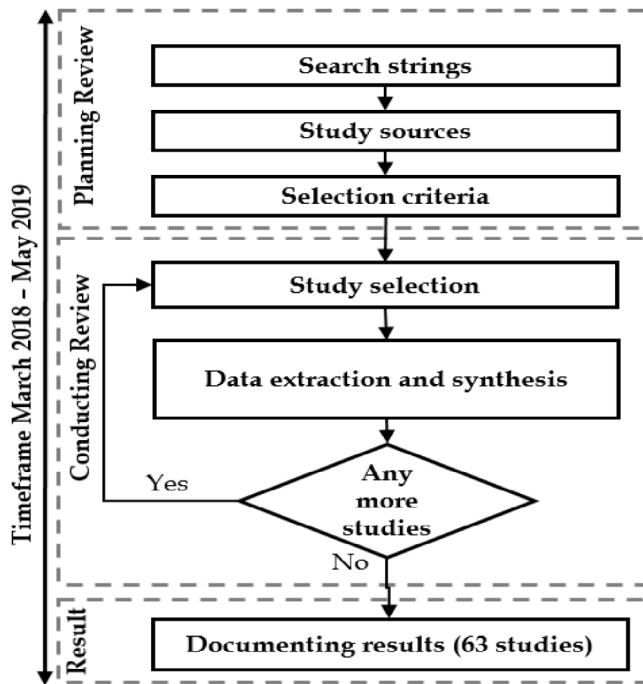 Timeframe March 2018 – May 2019
Planning Review
Search strings
Study sources
Selection criteria
Conducting Review
Study selection
Data extraction and synthesis
Any
more
studies
Yes
No
Result
Documenting results (63 studies)